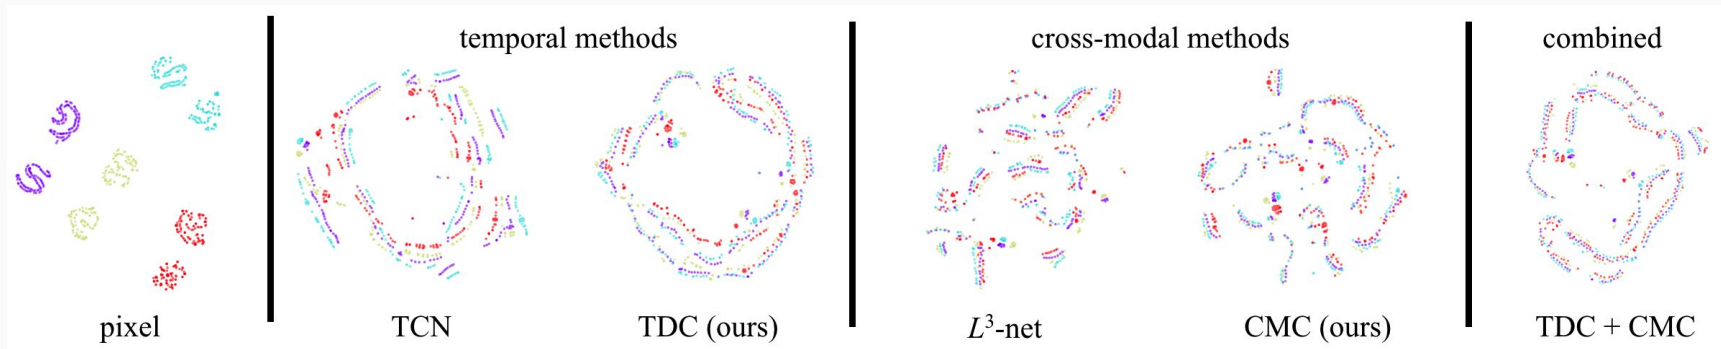 temporal methods
cross-modal methods
combined
pixel
TCN
TDC (ours)
L³-net
CMC (ours)
TDC + CMC